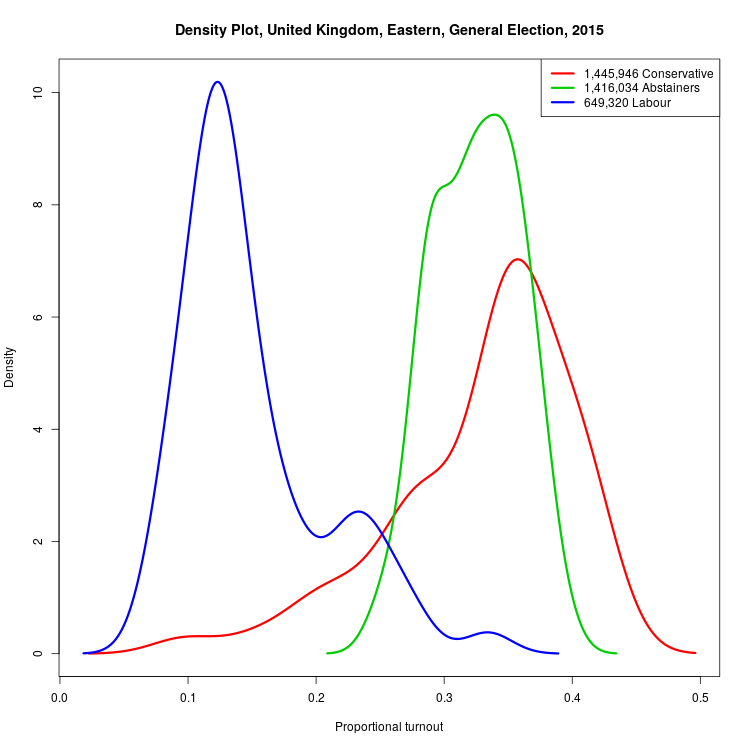 Density Plot, United Kingdom, Eastern, General Election, 2015
1,445,946 Conservative
1,416,034 Abstainers
649,320 Labour
Density
10
8
6
4
2
0
0.0 0.1 0.2 0.3 0.4 0.5
Proportional turnout